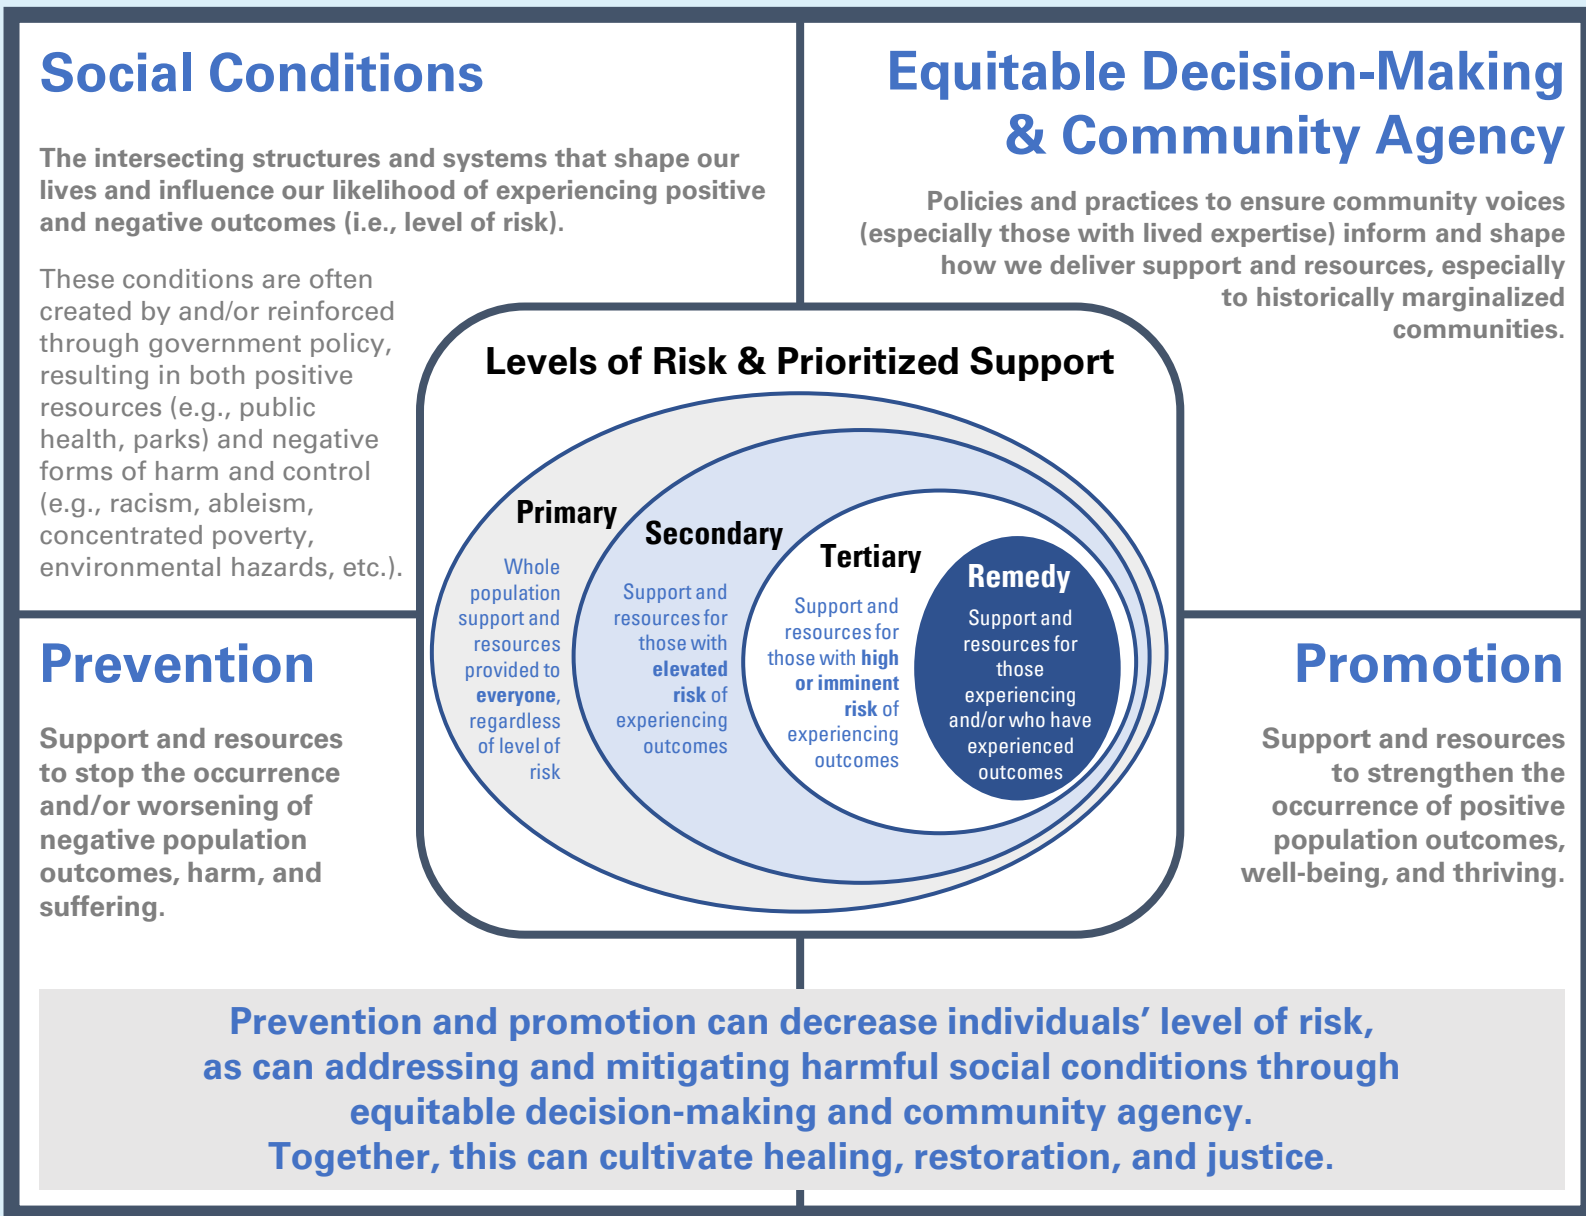 Social Conditions
The intersecting structures and systems that shape our
lives and influence our likelihood of experiencing positive
and negative outcomes (i.e., level of risk).
These conditions are often
created by and/or reinforced
through government policy,
resulting in both positive
resources (e.g., public
health, parks) and negative
forms of harm and control
(e.g., racism, ableism,
concentrated poverty,
environmental hazards, etc.).
Equitable Decision-Making
& Community Agency
Policies and practices to ensure community voices
(especially those with lived expertise) inform and shape
how we deliver support and resources, especially
to historically marginalized
communities.
Levels of Risk & Prioritized Support
Primary
Whole
population
support and
resources
provided to
everyone,
regardless
of level of
risk
Secondary
Support and
resources for
those with
elevated
risk of
experiencing
outcomes
Tertiary
Support and
resources for
those with high
or imminent
risk of
experiencing
outcomes
Remedy
Support and
resources for
those
experiencing
and/or who have
experienced
outcomes
Prevention
Support and resources
to stop the occurrence
and/or worsening of
negative population
outcomes, harm, and
suffering.
Promotion
Support and resources
to strengthen the
occurrence of positive
population outcomes,
well-being, and thriving.
Prevention and promotion can decrease individuals’ level of risk,
as can addressing and mitigating harmful social conditions through
equitable decision-making and community agency.
Together, this can cultivate healing, restoration, and justice.